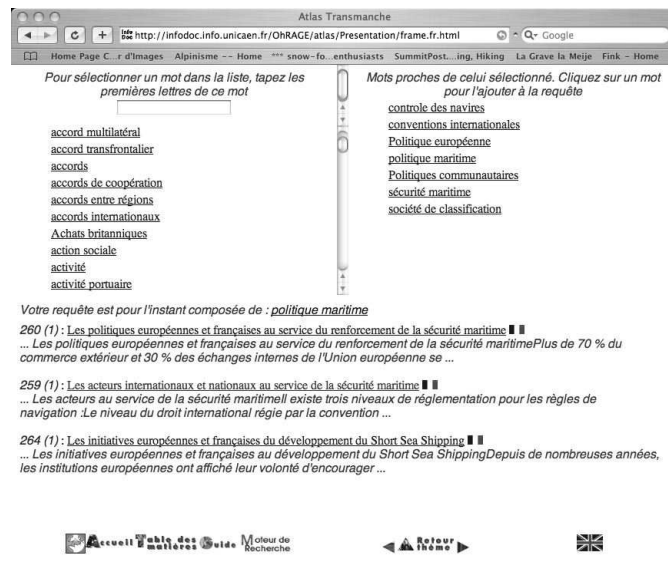 Atlas Transmanche
http://infodoc.info.unicaen.fr/OhRAGE/atlas/Presentation/frame.fr.html
Google
Home Page C...r d'Images Alpinisme -- Home *** snow-fo...enthusiasts SummitPost....ing, Hiking La Grave la Meije Fink - Home
Pour sélectionner un mot dans la liste, tapez les
premières lettres de ce mot
accord multilatéral
accord transfrontalier
accords
accords de coopération
accords entre régions
accords internationaux
Achats britanniques
action sociale
activité
activité portuaire
Mots proches de celui sélectionné. Cliquez sur un mot
pour l'ajouter à la requête
controle des navires
conventions internationales
Politique européenne
politique maritime
Politiques communautaires
sécurité maritime
société de classification
Votre requête est pour l'instant composée de : politique maritime
260 (1) : Les politiques européennes et françaises au service du renforcement de la sécurité maritime
... Les politiques européennes et françaises au service du renforcement de la sécurité maritimePlus de 70 % du
commerce extérieur et 30 % des échanges internes de l'Union européenne se ...
259 (1) : Les acteurs internationaux et nationaux au service de la sécurité maritime
... Les acteurs au service de la sécurité maritimeIl existe trois niveaux de réglementation pour les règles de
navigation :Le niveau du droit international régie par la convention ...
264 (1) : Les initiatives européennes et françaises du développement du Short Sea Shipping
... Les initiatives européennes et françaises au développement du Short Sea ShippingDepuis de nombreuses années,
les institutions européennes ont affiché leur volonté d'encourager ...
Accueil Table des matières Guide Moteur de Recherche Retour thème